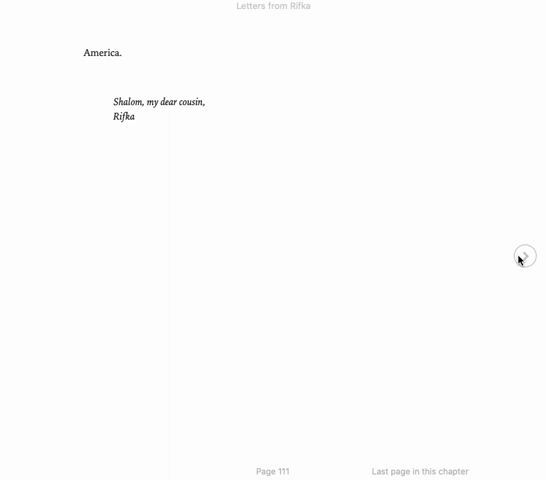 Letters from Rifka
America.
Shalom, my dear cousin,
Rifka
Page 111 Last page in this chapter